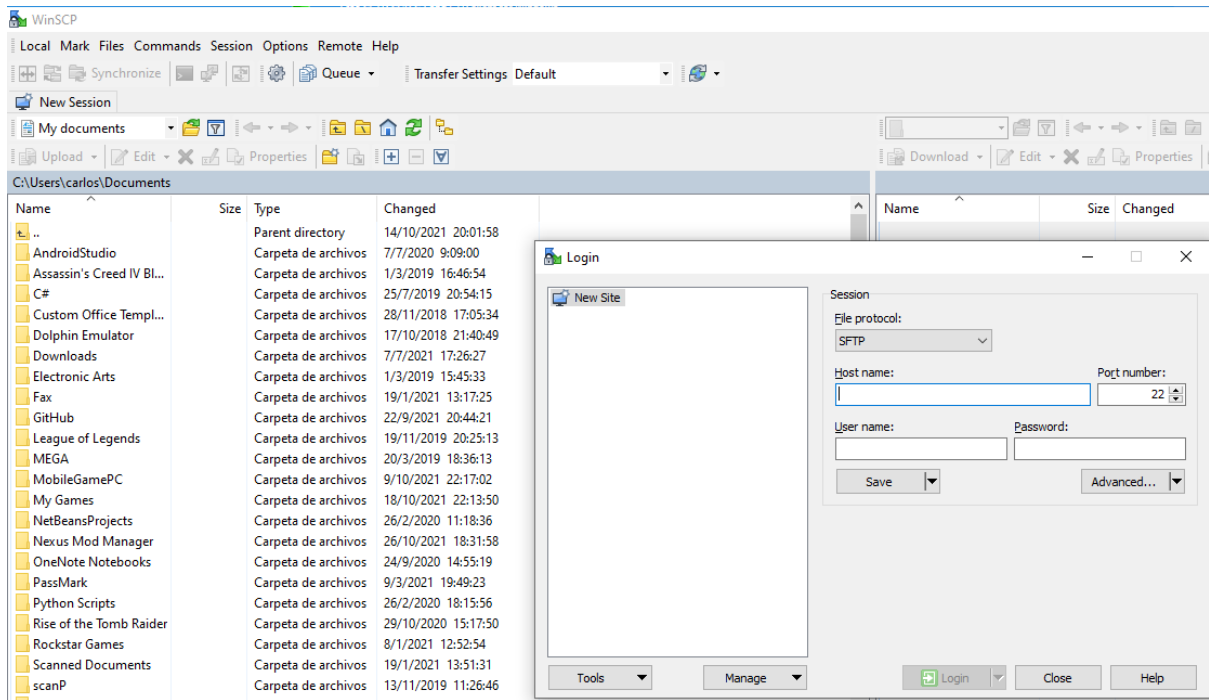 WinSCP
Local Mark Files Commands Session Options Remote Help
Synchronize Queue Transfer Settings Default
New Session
My documents
Upload Edit Properties Download Edit Properties
C:\Users\carlos\Documents
Name Size Type Changed Name Size Changed
.. Parent directory 14/10/2021 20:01:58
AndroidStudio Carpeta de archivos 7/7/2020 9:09:00
Assassin's Creed IV Bl... Carpeta de archivos 1/3/2019 16:46:54
C# Carpeta de archivos 25/7/2019 20:54:15
Custom Office Templ... Carpeta de archivos 28/11/2018 17:05:34
Dolphin Emulator Carpeta de archivos 17/10/2018 21:40:49
Downloads Carpeta de archivos 7/7/2021 17:26:27
Electronic Arts Carpeta de archivos 1/3/2019 15:45:33
Fax Carpeta de archivos 19/1/2021 13:17:25
GitHub Carpeta de archivos 22/9/2021 20:44:21
League of Legends Carpeta de archivos 19/11/2019 20:25:13
MEGA Carpeta de archivos 20/3/2019 18:36:13
MobileGamePC Carpeta de archivos 9/10/2021 22:17:02
My Games Carpeta de archivos 18/10/2021 22:13:50
NetBeansProjects Carpeta de archivos 26/2/2020 11:18:36
Nexus Mod Manager Carpeta de archivos 26/10/2021 18:31:58
OneNote Notebooks Carpeta de archivos 24/9/2020 14:55:19
PassMark Carpeta de archivos 9/3/2021 19:49:23
Python Scripts Carpeta de archivos 26/2/2020 18:15:56
Rise of the Tomb Raider Carpeta de archivos 29/10/2020 15:17:50
Rockstar Games Carpeta de archivos 8/1/2021 12:52:54
Scanned Documents Carpeta de archivos 19/1/2021 13:51:31
scanP Carpeta de archivos 13/11/2019 11:26:46
Login
New Site
Session
File protocol:
SFTP
Host name: Port number:
22
User name: Password:
Save Advanced...
Tools Manage Login Close Help